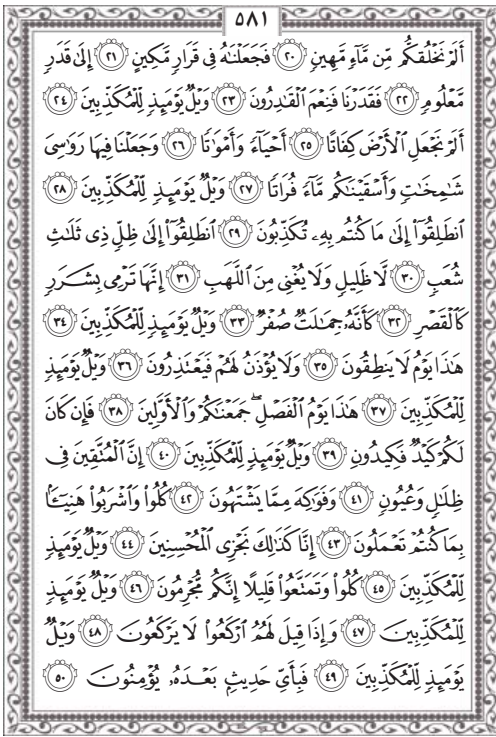 ٥٨١
أَلَمْ نَخْلُقكُّم مِّن مَّآءٍ مَّهِينٍ ٢٠ فَجَعَلْنَٰهُ فِى قَرَارٍ مَّكِينٍ ٢١ إِلَىٰ قَدَرٍ
مَّعْلُومٍ ٢٢ فَقَدَرْنَا فَنِعْمَ ٱلْقَٰدِرُونَ ٢٣ وَيْلٌ يَوْمَئِذٍ لِّلْمُكَذِّبِينَ ٢٤
أَلَمْ نَجْعَلِ ٱلْأَرْضَ كِفَاتًا ٢٥ أَحْيَآءً وَأَمْوَٰتًا ٢٦ وَجَعَلْنَا فِيهَا رَوَٰسِىَ
شَٰمِخَٰتٍ وَأَسْقَيْنَٰكُم مَّآءً فُرَاتًا ٢٧ وَيْلٌ يَوْمَئِذٍ لِّلْمُكَذِّبِينَ ٢٨
ٱنطَلِقُوٓا۟ إِلَىٰ مَا كُنتُم بِهِۦ تُكَذِّبُونَ ٢٩ ٱنطَلِقُوٓا۟ إِلَىٰ ظِلٍّ ذِى ثَلَٰثِ
شُعَبٍ ٣٠ لَّا ظَلِيلٍ وَلَا يُغْنِى مِنَ ٱللَّهَبِ ٣١ إِنَّهَا تَرْمِى بِشَرَرٍ
كَٱلْقَصْرِ ٣٢ كَأَنَّهُۥ جِمَٰلَتٌ صُفْرٌ ٣٣ وَيْلٌ يَوْمَئِذٍ لِّلْمُكَذِّبِينَ ٣٤
هَٰذَا يَوْمُ لَا يَنطِقُونَ ٣٥ وَلَا يُؤْذَنُ لَهُمْ فَيَعْتَذِرُونَ ٣٦ وَيْلٌ يَوْمَئِذٍ
لِّلْمُكَذِّبِينَ ٣٧ هَٰذَا يَوْمُ ٱلْفَصْلِ ۖ جَمَعْنَٰكُمْ وَٱلْأَوَّلِينَ ٣٨ فَإِن كَانَ
لَكُمْ كَيْدٌ فَكِيدُونِ ٣٩ وَيْلٌ يَوْمَئِذٍ لِّلْمُكَذِّبِينَ ٤٠ إِنَّ ٱلْمُتَّقِينَ فِى
ظِلَٰلٍ وَعُيُونٍ ٤١ وَفَوَٰكِهَ مِمَّا يَشْتَهُونَ ٤٢ كُلُوا۟ وَٱشْرَبُوا۟ هَنِيٓـًٔۢا
بِمَا كُنتُمْ تَعْمَلُونَ ٤٣ إِنَّا كَذَٰلِكَ نَجْزِى ٱلْمُحْسِنِينَ ٤٤ وَيْلٌ يَوْمَئِذٍ
لِّلْمُكَذِّبِينَ ٤٥ كُلُوا۟ وَتَمَتَّعُوا۟ قَلِيلًا إِنَّكُم مُّجْرِمُونَ ٤٦ وَيْلٌ يَوْمَئِذٍ
لِّلْمُكَذِّبِينَ ٤٧ وَإِذَا قِيلَ لَهُمُ ٱرْكَعُوا۟ لَا يَرْكَعُونَ ٤٨ وَيْلٌ
يَوْمَئِذٍ لِّلْمُكَذِّبِينَ ٤٩ فَبِأَىِّ حَدِيثٍۭ بَعْدَهُۥ يُؤْمِنُونَ ٥٠